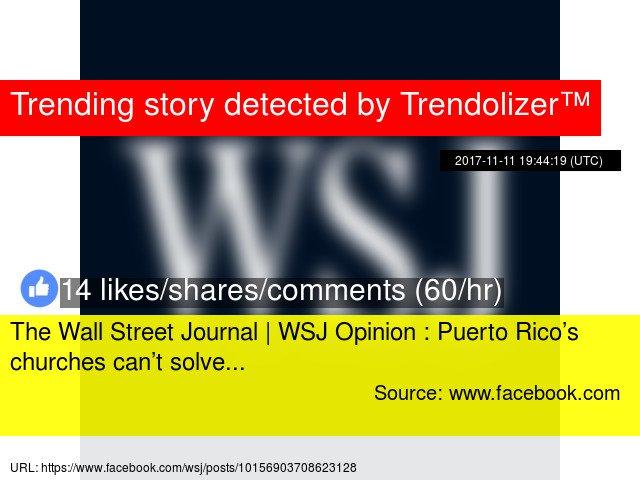 Trending story detected by Trendolizer™
2017-11-11 19:44:19 (UTC)
WSJ
14 likes/shares/comments (60/hr)
The Wall Street Journal | WSJ Opinion : Puerto Rico’s
churches can’t solve...
Source: www.facebook.com
URL: https://www.facebook.com/wsj/posts/10156903708623128